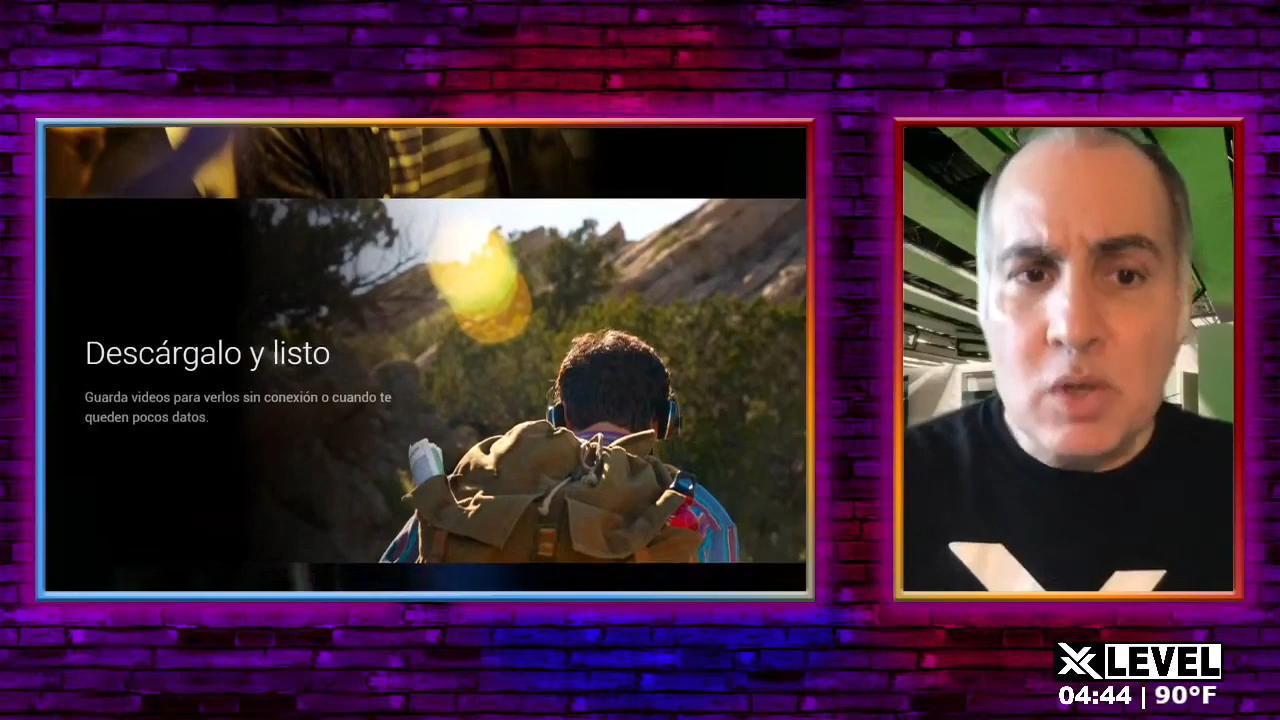 Descárgalo y listo
Guarda videos para verlos sin conexión o cuando te
queden pocos datos.
X LEVEL
04:44 | 90°F